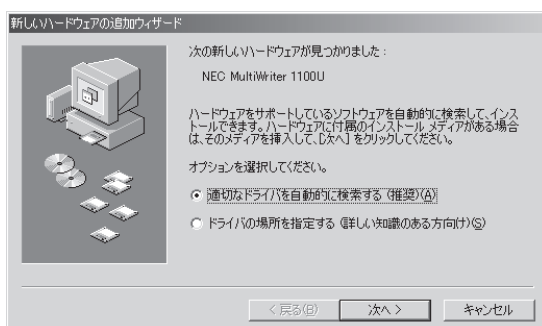 新しいハードウェアの追加ウィザード
次の新しいハードウェアが見つかりました :
NEC MultiWriter 1100U
ハードウェアをサポートしているソフトウェアを自動的に検索して、インス
トールできます。ハードウェアに付属のインストール メディアがある場合
は、そのメディアを挿入して、[次へ] をクリックしてください。
オプションを選択してください。
適切なドライバを自動的に検索する (推奨)(A)
ドライバの場所を指定する (詳しい知識のある方向け)(S)
< 戻る(B)
次へ >
キャンセル